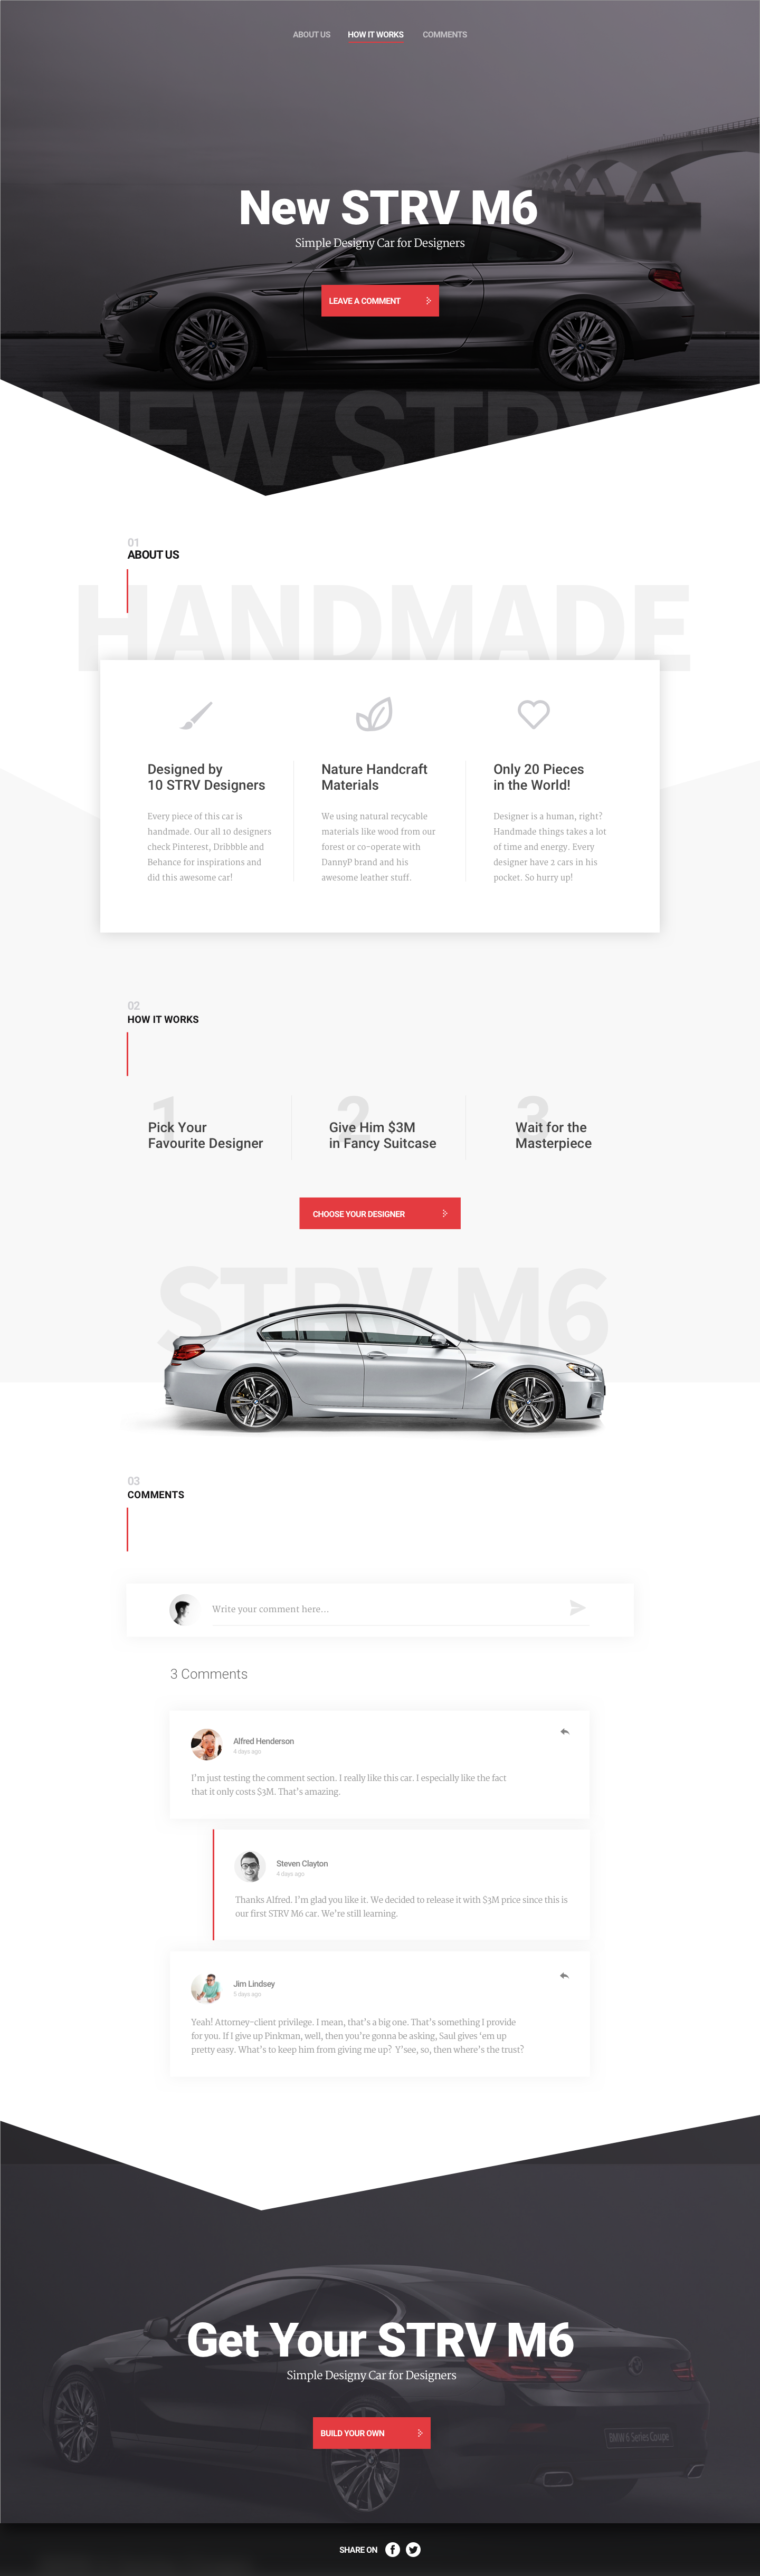 ABOUT US HOW IT WORKS COMMENTS
New STRV M6
Simple Designy Car for Designers
LEAVE A COMMENT
NEW STRV
01
ABOUT US
HANDMADE
Designed by
10 STRV Designers
Every piece of this car is
handmade. Our all 10 designers
check Pinterest, Dribbble and
Behance for inspirations and
did this awesome car!
Nature Handcraft
Materials
We using natural recycable
materials like wood from our
forest or co-operate with
DannyP brand and his
awesome leather stuff.
Only 20 Pieces
in the World!
Designer is a human, right?
Handmade things takes a lot
of time and energy. Every
designer have 2 cars in his
pocket. So hurry up!
02
HOW IT WORKS
1
Pick Your
Favourite Designer
2
Give Him $3M
in Fancy Suitcase
3
Wait for the
Masterpiece
CHOOSE YOUR DESIGNER
STRV M6
03
COMMENTS
Write your comment here...
3 Comments
Alfred Henderson
4 days ago
I'm just testing the comment section. I really like this car. I especially like the fact
that it only costs $3M. That's amazing.
Steven Clayton
4 days ago
Thanks Alfred. I'm glad you like it. We decided to release it with $3M price since this is
our first STRV M6 car. We're still learning.
Jim Lindsey
5 days ago
Yeah! Attorney-client privilege. I mean, that's a big one. That's something I provide
for you. If I give up Pinkman, well, then you're gonna be asking, Saul gives 'em up
pretty easy. What's to keep him from giving me up? Y'see, so, then where's the trust?
Get Your STRV M6
Simple Designy Car for Designers
BUILD YOUR OWN
BMW 6 Series Coupe
SHARE ON